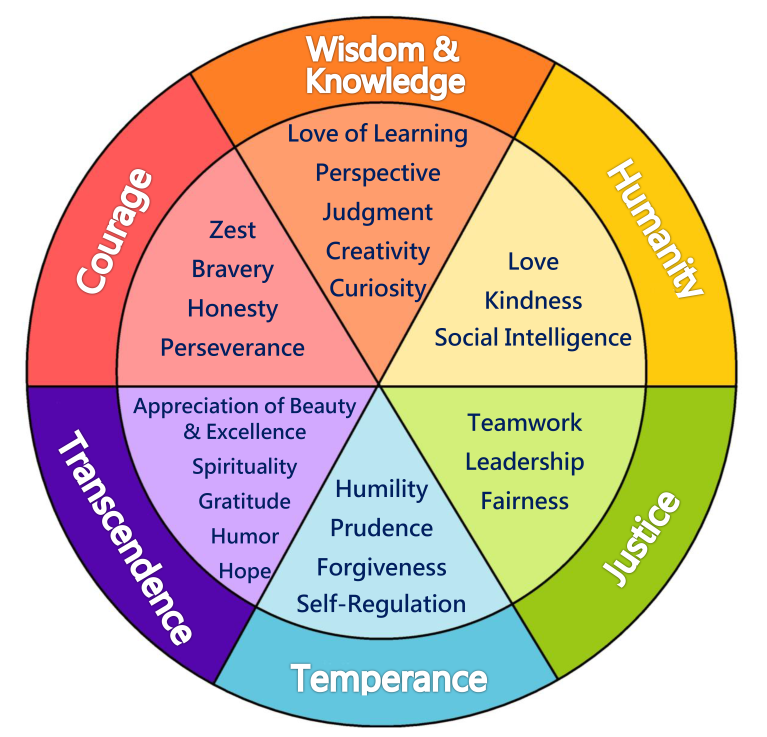 Wisdom &
Knowledge
Love of Learning
Perspective
Judgment
Creativity
Curiosity
Humanity
Love
Kindness
Social Intelligence
Justice
Teamwork
Leadership
Fairness
Temperance
Humility
Prudence
Forgiveness
Self-Regulation
Transcendence
Appreciation of Beauty
& Excellence
Spirituality
Gratitude
Humor
Hope
Courage
Zest
Bravery
Honesty
Perseverance